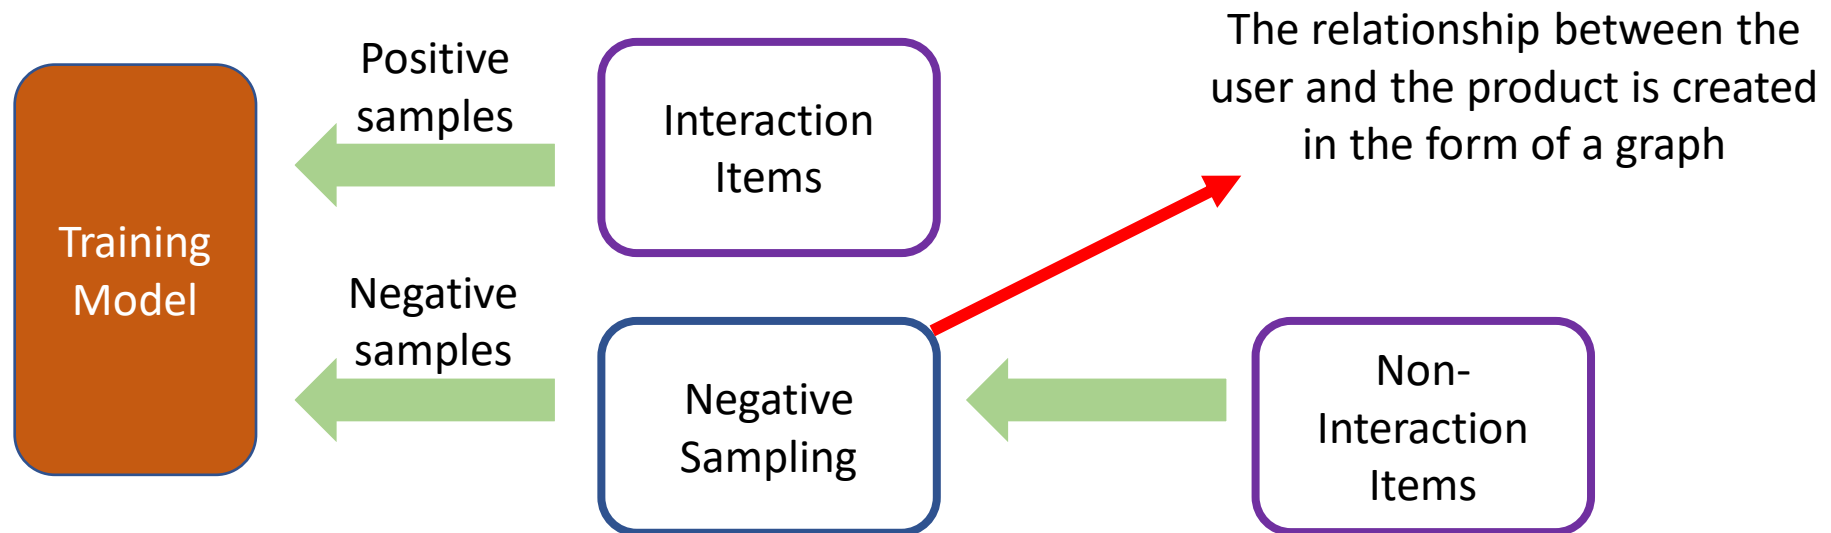 Training
Model
Positive
samples
Negative
samples
Interaction
Items
Negative
Sampling
The relationship between the
user and the product is created
in the form of a graph
Non-
Interaction
Items